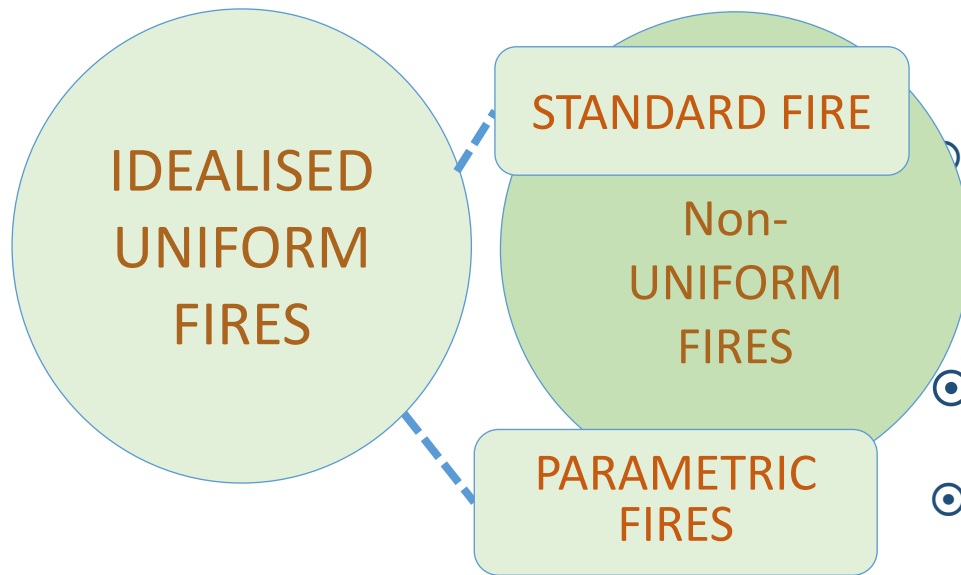 IDEALISED
UNIFORM
FIRES
STANDARD FIRE
Non-
UNIFORM
FIRES
PARAMETRIC
FIRES